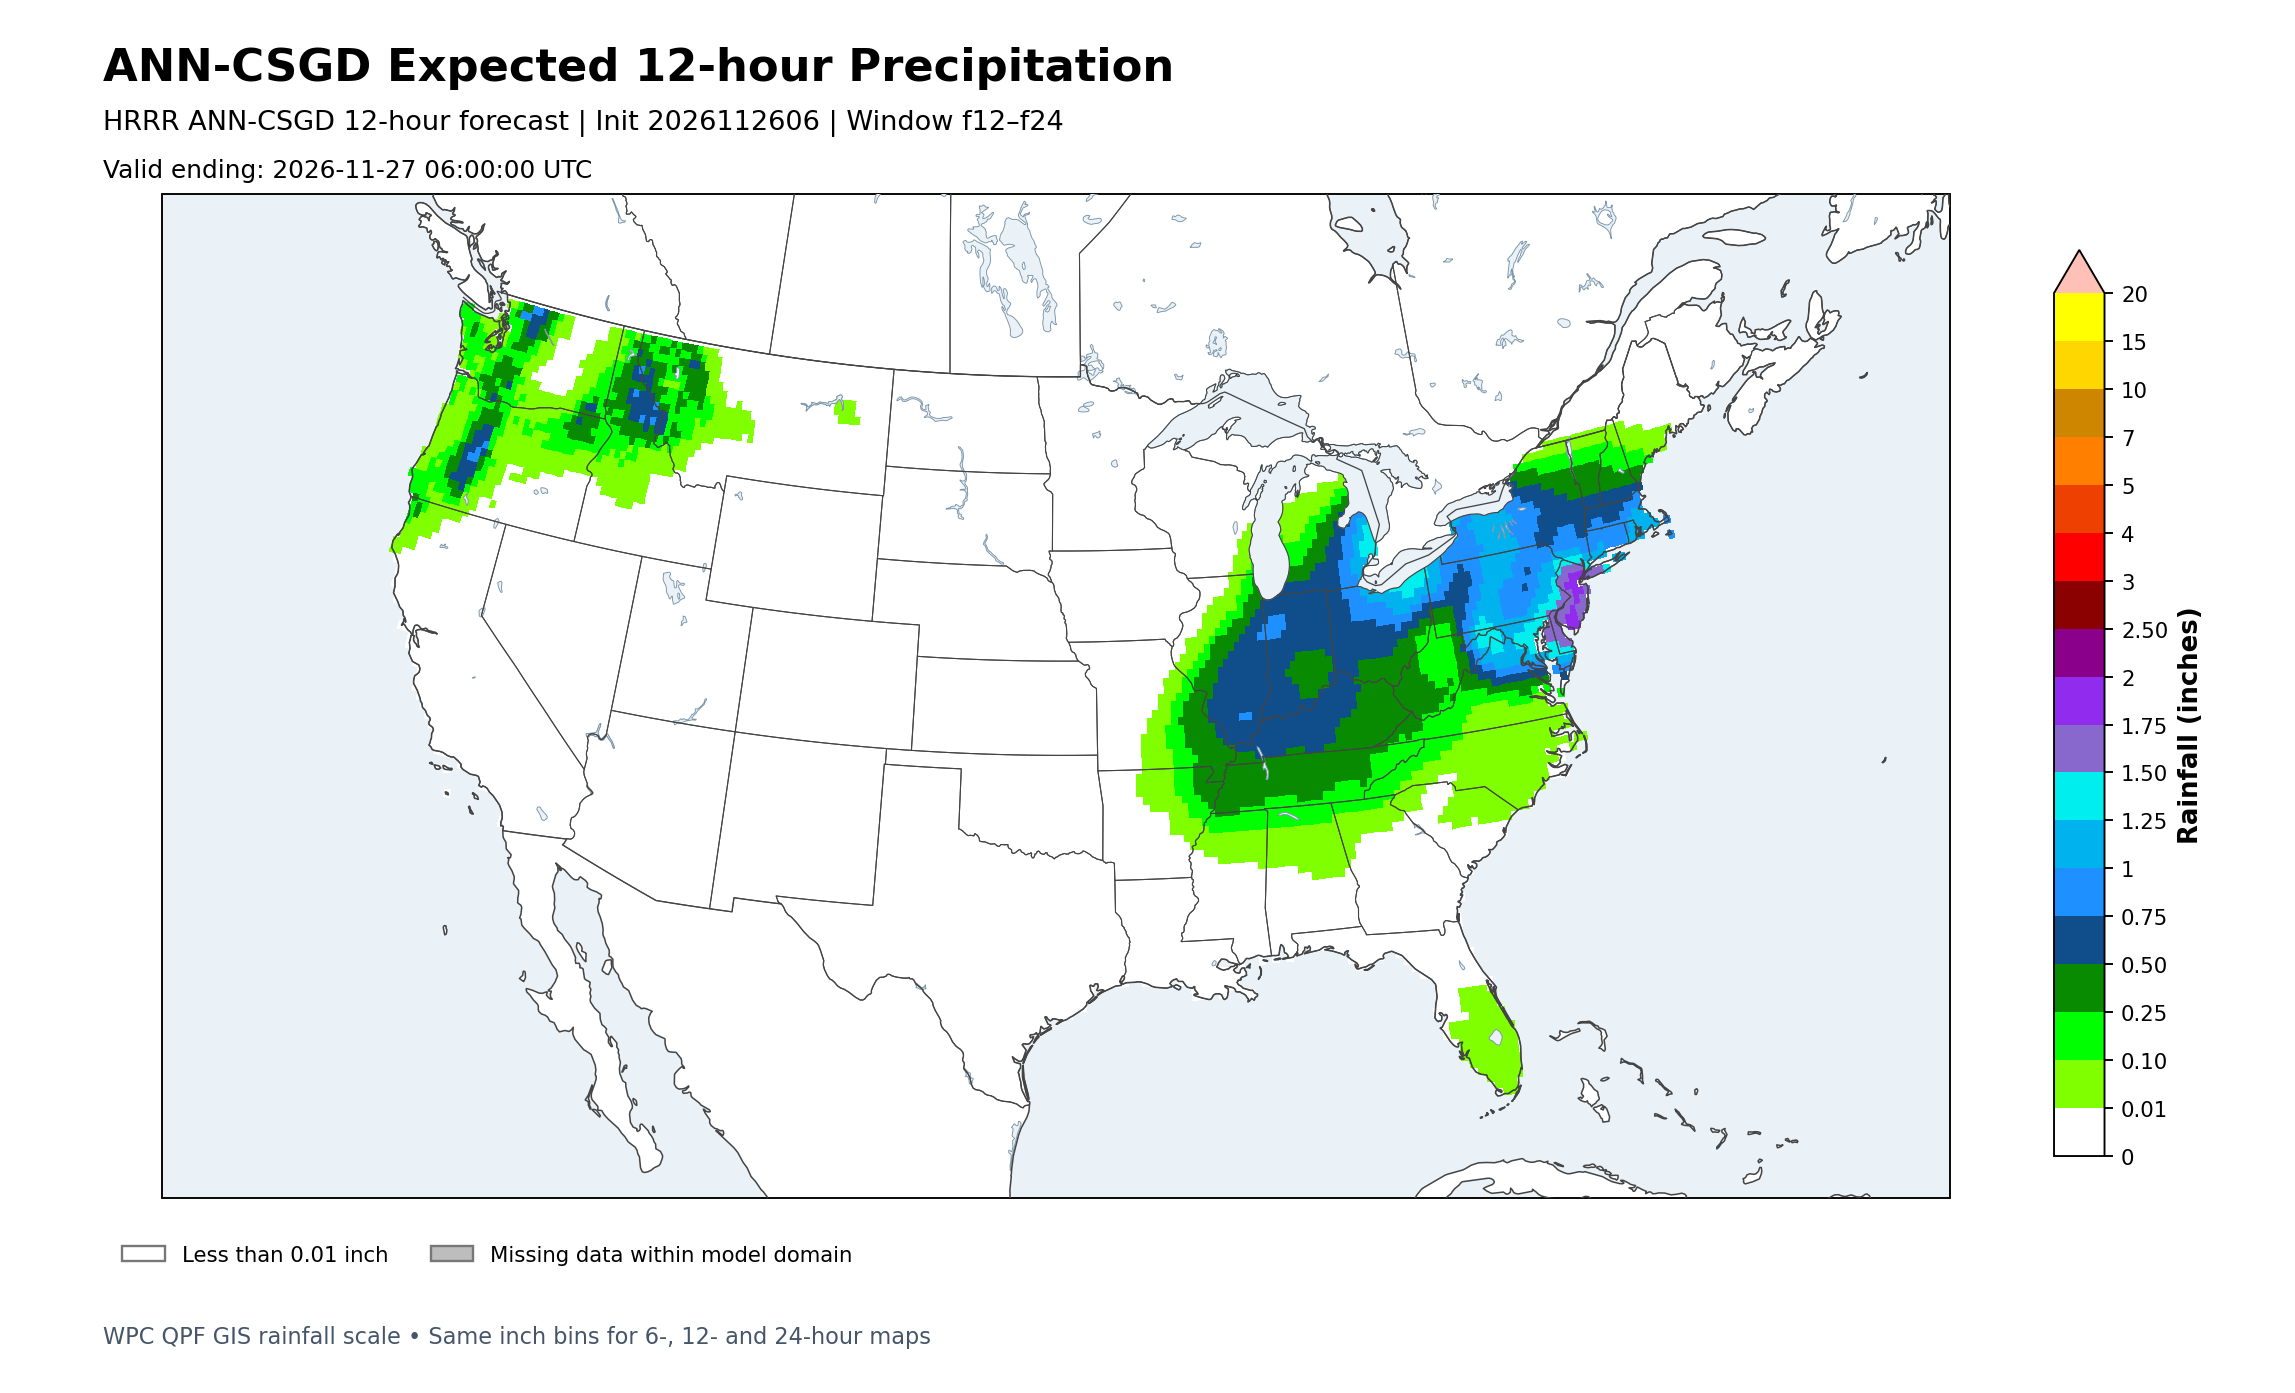 ANN-CSGD Expected 12-hour Precipitation
HRRR ANN-CSGD 12-hour forecast | Init 2026112606 | Window f12–f24
Valid ending: 2026-11-27 06:00:00 UTC
20
15
10
7
5
4
3
2.50
2
1.75
1.50
1.25
1
0.75
0.50
0.25
0.10
0.01
0
Rainfall (inches)
Less than 0.01 inch
Missing data within model domain
WPC QPF GIS rainfall scale • Same inch bins for 6-, 12- and 24-hour maps